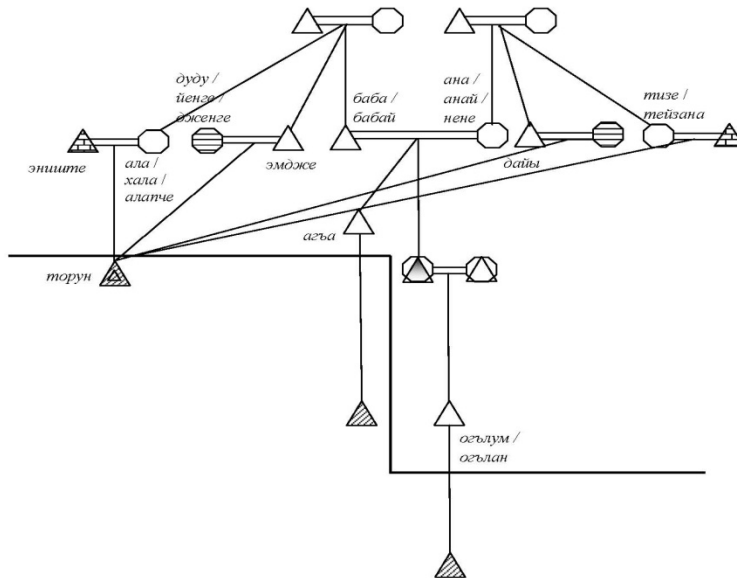 дуду /
йенге /
дженге
баба /
бабай
ана /
анай /
нене
тизе /
тейзана
эниште
ала /
хала /
алапче
эмдже
дайы
агъа
торун
огълум /
огълан